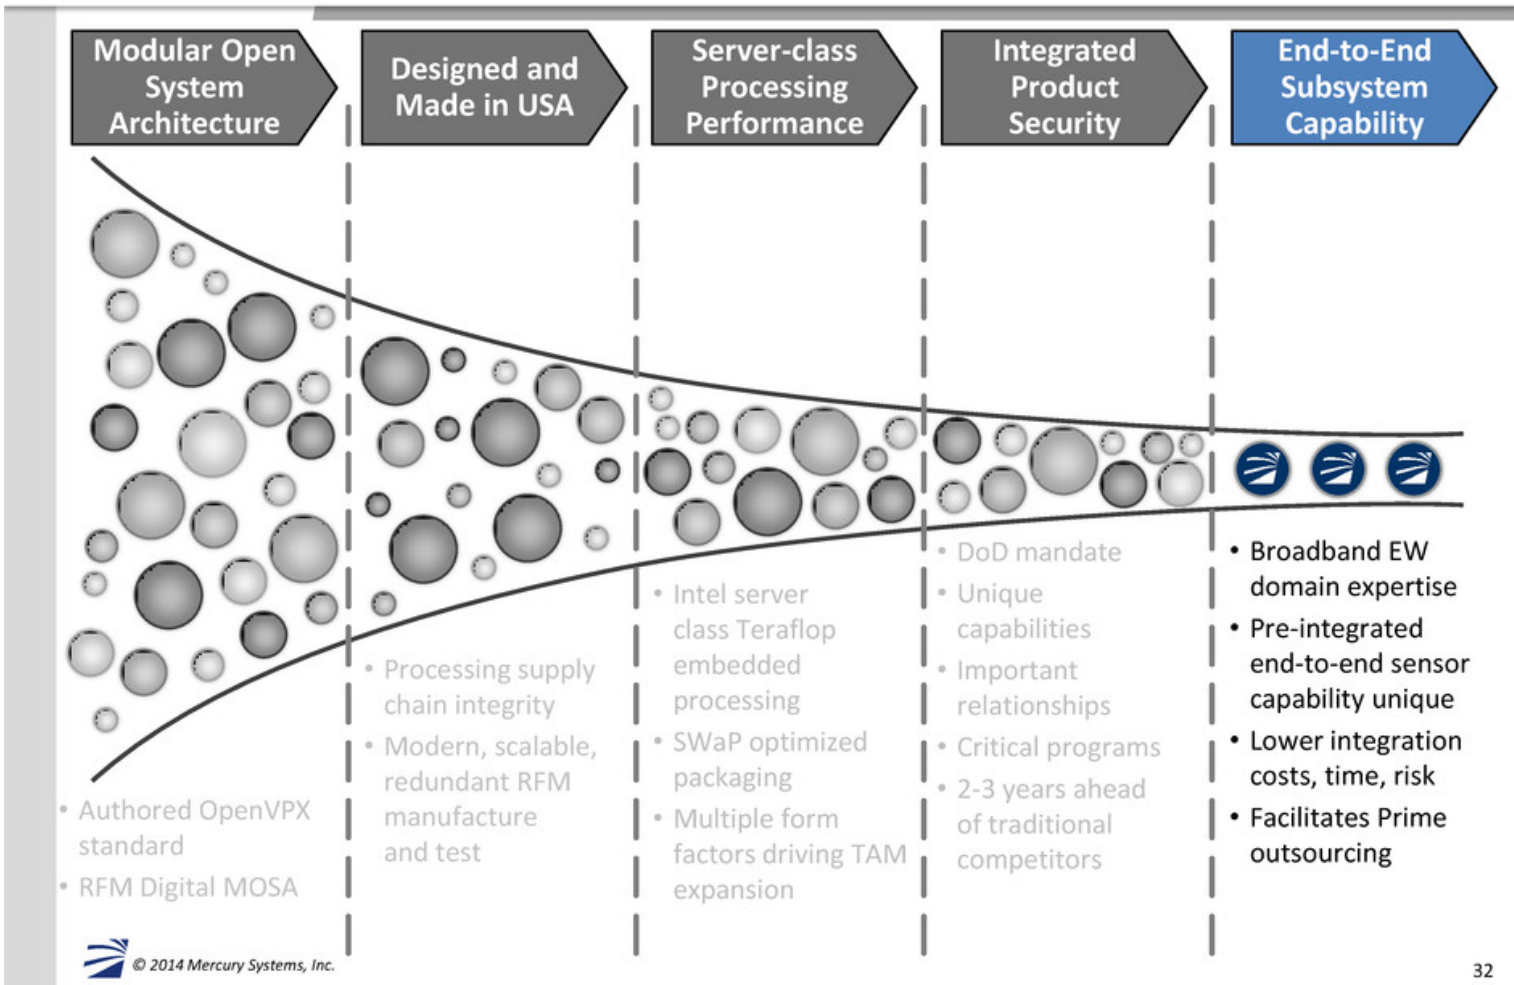 Modular Open
System
Architecture
Designed and
Made in USA
Server-class
Processing
Performance
Integrated
Product
Security
End-to-End
Subsystem
Capability
• Authored OpenVPX
standard
• RFM Digital MOSA
• Processing supply
chain integrity
• Modern, scalable,
redundant RFM
manufacture
and test
• Intel server
class Teraflop
embedded
processing
• SWaP optimized
packaging
• Multiple form
factors driving TAM
expansion
• DoD mandate
• Unique
capabilities
• Important
relationships
• Critical programs
• 2-3 years ahead
of traditional
competitors
• Broadband EW
domain expertise
• Pre-integrated
end-to-end sensor
capability unique
• Lower integration
costs, time, risk
• Facilitates Prime
outsourcing
© 2014 Mercury Systems, Inc.
32